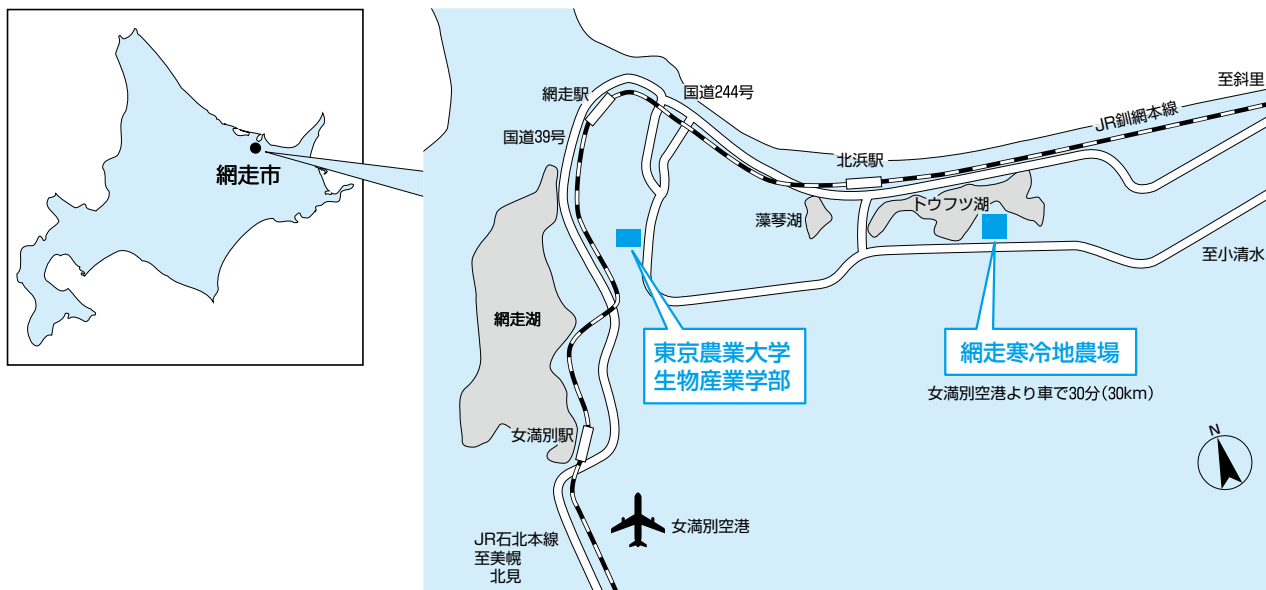 網走市
網走駅
国道244号
国道39号
至斜里
JR釧網本線
北浜駅
トウフツ湖
藻琴湖
至小清水
網走湖
東京農業大学
生物産業学部
網走寒冷地農場
女満別空港より車で30分(30km)
女満別駅
N
女満別空港
JR石北本線
至美幌
北見